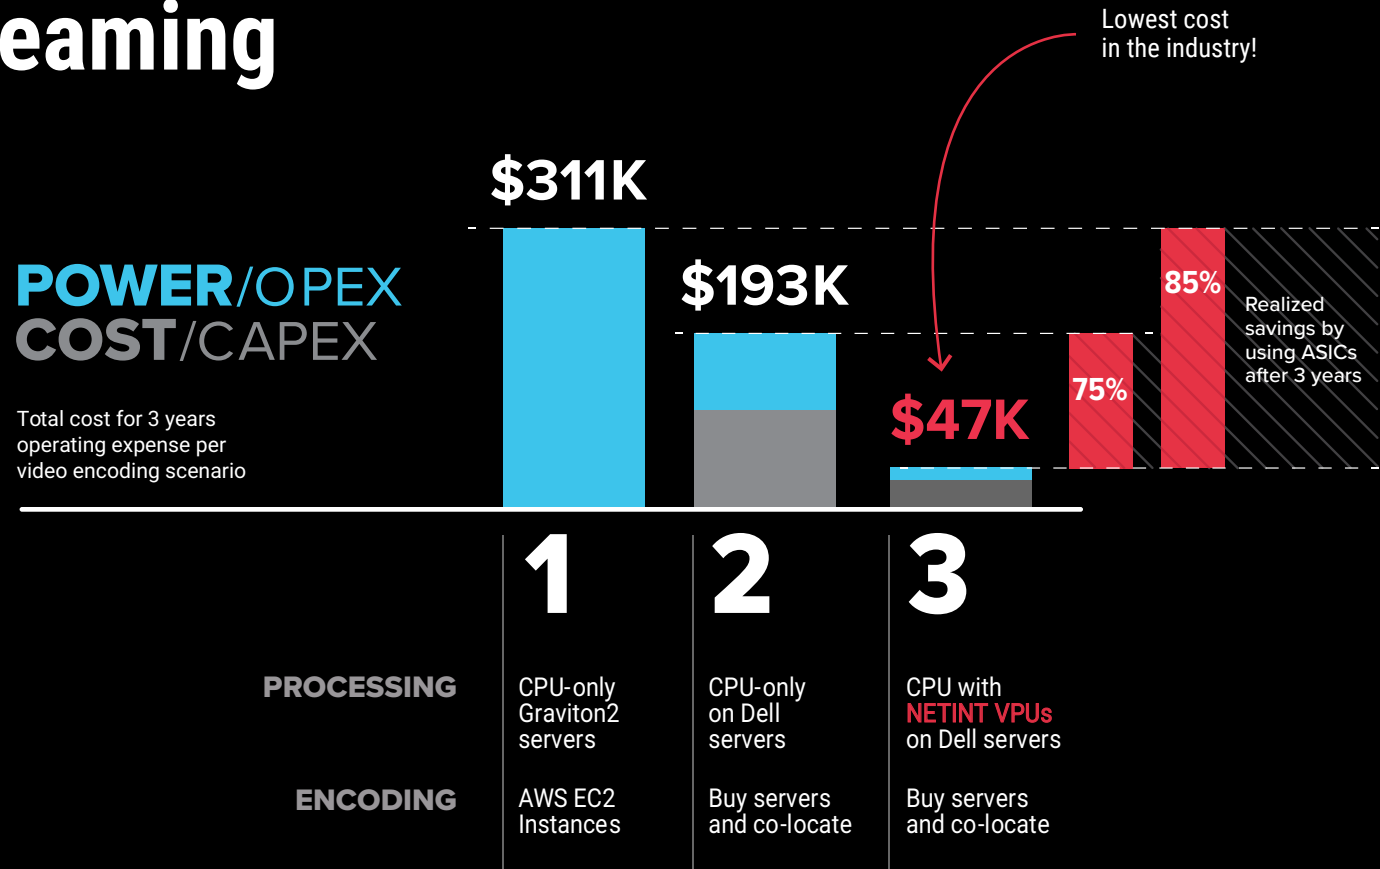 eaming
Lowest cost
in the industry!
$311K
$193K
$47K
POWER/OPEX
COST/CAPEX
Total cost for 3 years
operating expense per
video encoding scenario
75%
85%
Realized
savings by
using ASICs
after 3 years
1
2
3
PROCESSING
CPU-only
Graviton2
servers
CPU-only
on Dell
servers
CPU with
NETINT VPUs
on Dell servers
ENCODING
AWS EC2
Instances
Buy servers
and co-locate
Buy servers
and co-locate